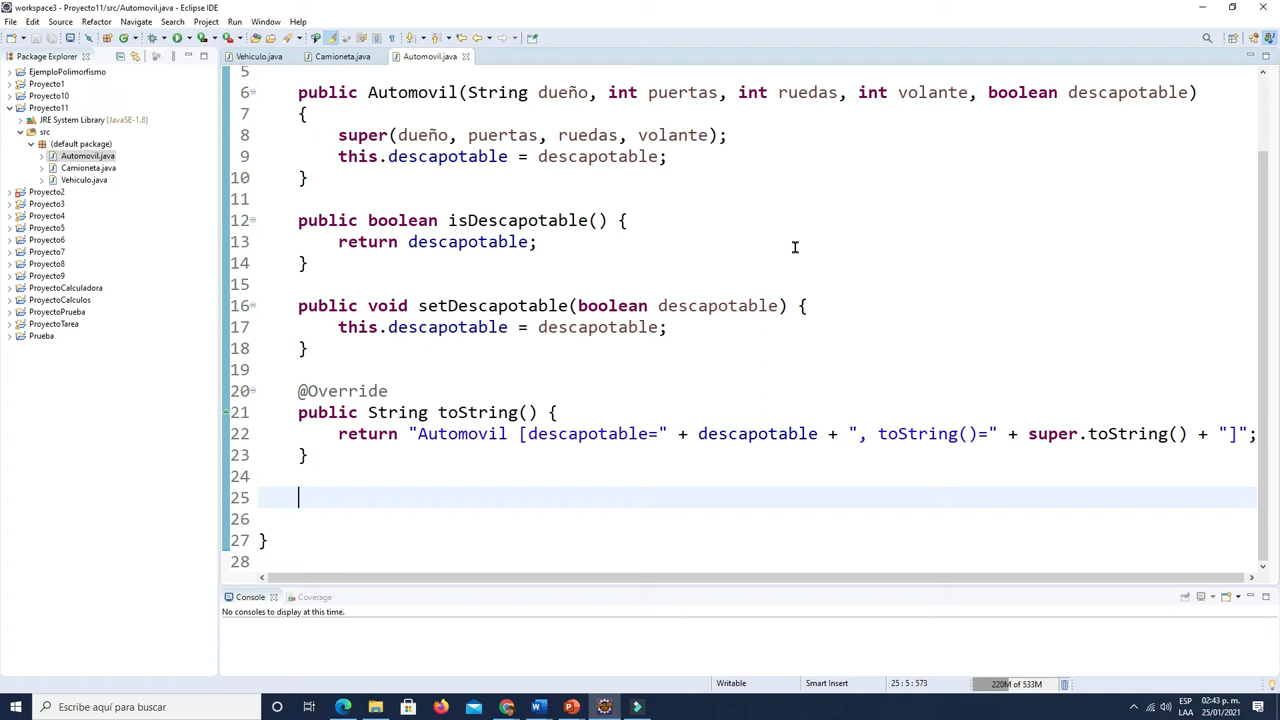 workspace3 - Proyecto11/src/Automovil.java - Eclipse IDE
File Edit Source Refactor Navigate Search Project Run Window Help
Package Explorer
EjemploPolimorfismo
Proyecto1
Proyecto10
Proyecto11
JRE System Library [JavaSE-1.8]
src
(default package)
Automovil.java
Camioneta.java
Vehiculo.java
Proyecto2
Proyecto3
Proyecto4
Proyecto5
Proyecto6
Proyecto7
Proyecto8
Proyecto9
ProyectoCalculadora
ProyectoCalculos
ProyectoPrueba
ProyectoTarea
Prueba
Vehiculo.java Camioneta.java Automovil.java
5
6 public Automovil(String dueño, int puertas, int ruedas, int volante, boolean descapotable)
7 {
8 super(dueño, puertas, ruedas, volante);
9 this.descapotable = descapotable;
10 }
11
12 public boolean isDescapotable() {
13 return descapotable;
14 }
15
16 public void setDescapotable(boolean descapotable) {
17 this.descapotable = descapotable;
18 }
19
20 @Override
21 public String toString() {
22 return "Automovil [descapotable=" + descapotable + ", toString()=" + super.toString() + "]";
23 }
24
25
26
27 }
28
Console Coverage
No consoles to display at this time.
Writable Smart Insert 25 : 5 : 573 220M of 533M
Escribe aquí para buscar
ESP 02:43 p. m.
LAA 25/01/2021